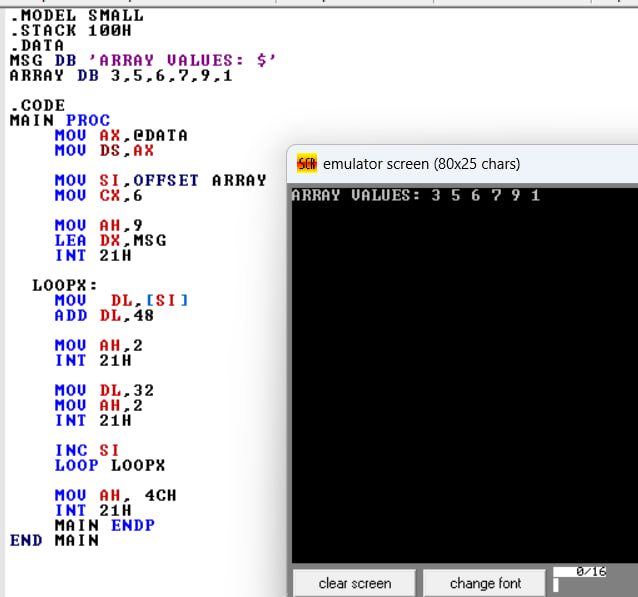 .MODEL SMALL
.STACK 100H
.DATA
MSG DB 'ARRAY VALUES: $'
ARRAY DB 3,5,6,7,9,1
.CODE
MAIN PROC
MOV AX,@DATA
MOV DS,AX
MOV SI,OFFSET ARRAY
MOV CX,6
MOV AH,9
LEA DX,MSG
INT 21H
LOOPX:
MOV  DL,[SI]
ADD DL,48
MOV AH,2
INT 21H
MOV DL,32
MOV AH,2
INT 21H
INC SI
LOOP LOOPX
MOV AH, 4CH
INT 21H
MAIN ENDP
END MAIN
SCR emulator screen (80x25 chars)
ARRAY VALUES: 3 5 6 7 9 1
clear screen
change font
0/16